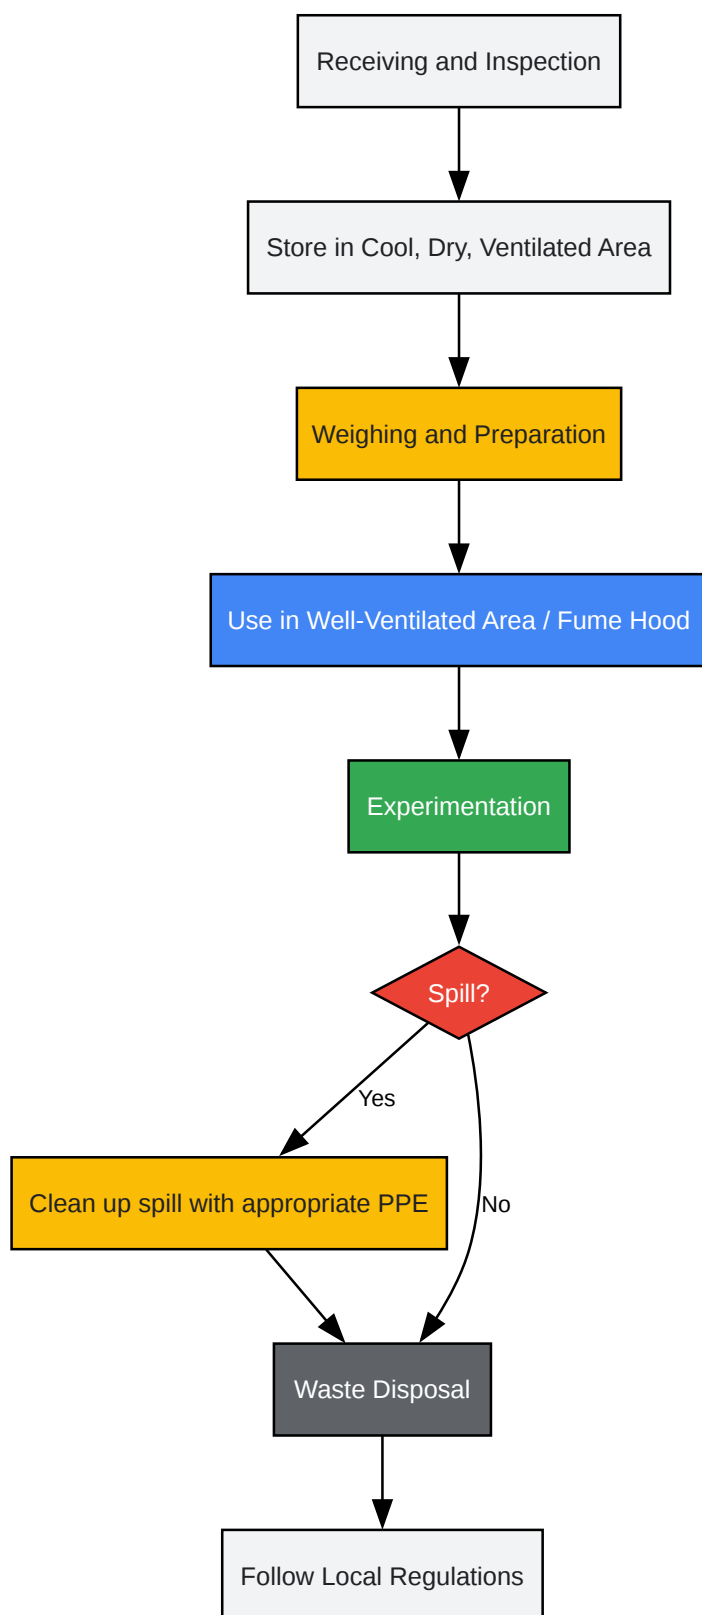 Receiving and Inspection
Store in Cool, Dry, Ventilated Area
Weighing and Preparation
Use in Well-Ventilated Area / Fume Hood
Experimentation
Spill?
Yes
Clean up spill with appropriate PPE
No
Waste Disposal
Follow Local Regulations